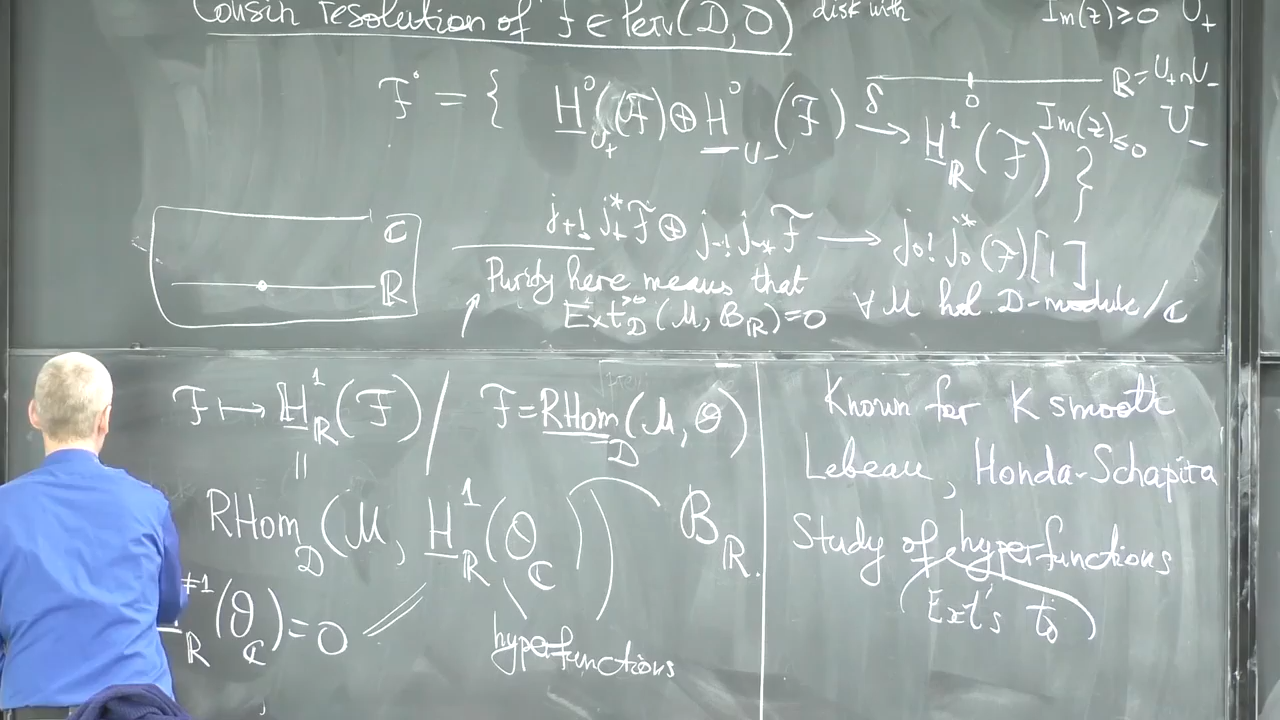 Cousin resolution of F ∈ Perv(D, 0) disk with Im(z) ≥ 0 U₊
F• = { H⁰_{U₊}(F) ⊕ H⁰_{U₋}(F) →^δ H¹_ℝ(F) }
0 ℝ = U₊ ∩ U₋
Im(z) ≤ 0 U₋
ℂ
ℝ
j₊! j₊* F ⊕ j₋! j₋* F → j₀! j₀* (F)[1]
Purity here means that
Ext^{>0}_D(M, B_ℝ) = 0 ∀ M hol. D-module / ℂ
F ↦ H¹_ℝ(F) / F = RHom_D(M, O)
||
RHom_D(M, H¹_ℝ(O_ℂ)) B_ℝ.
≠1 ℝ (O_ℂ) = 0
hyperfunctions
Known for K smooth
Lebeau, Honda-Schapira
Study of hyperfunctions
(Ext's to)